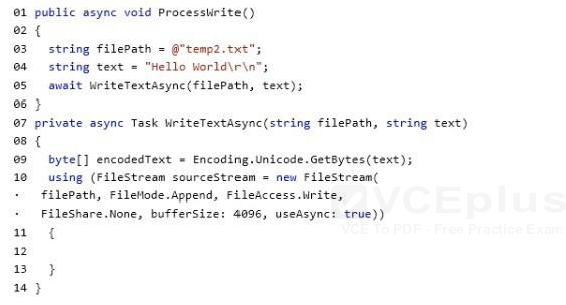 01 public async void ProcessWrite()
02 {
03 string filePath = @"temp2.txt";
04 string text = "Hello World\r\n";
05 await WriteTextAsync(filePath, text);
06 }
07 private async Task WriteTextAsync(string filePath, string text)
08 {
09 byte[] encodedText = Encoding.Unicode.GetBytes(text);
10 using (FileStream sourceStream = new FileStream(
· filePath, FileMode.Append, FileAccess.Write,
· FileShare.None, bufferSize: 4096, useAsync: true))
11 {
12
13 }
14 }
VCEplus
VCE To PDF - Free Practice Exam